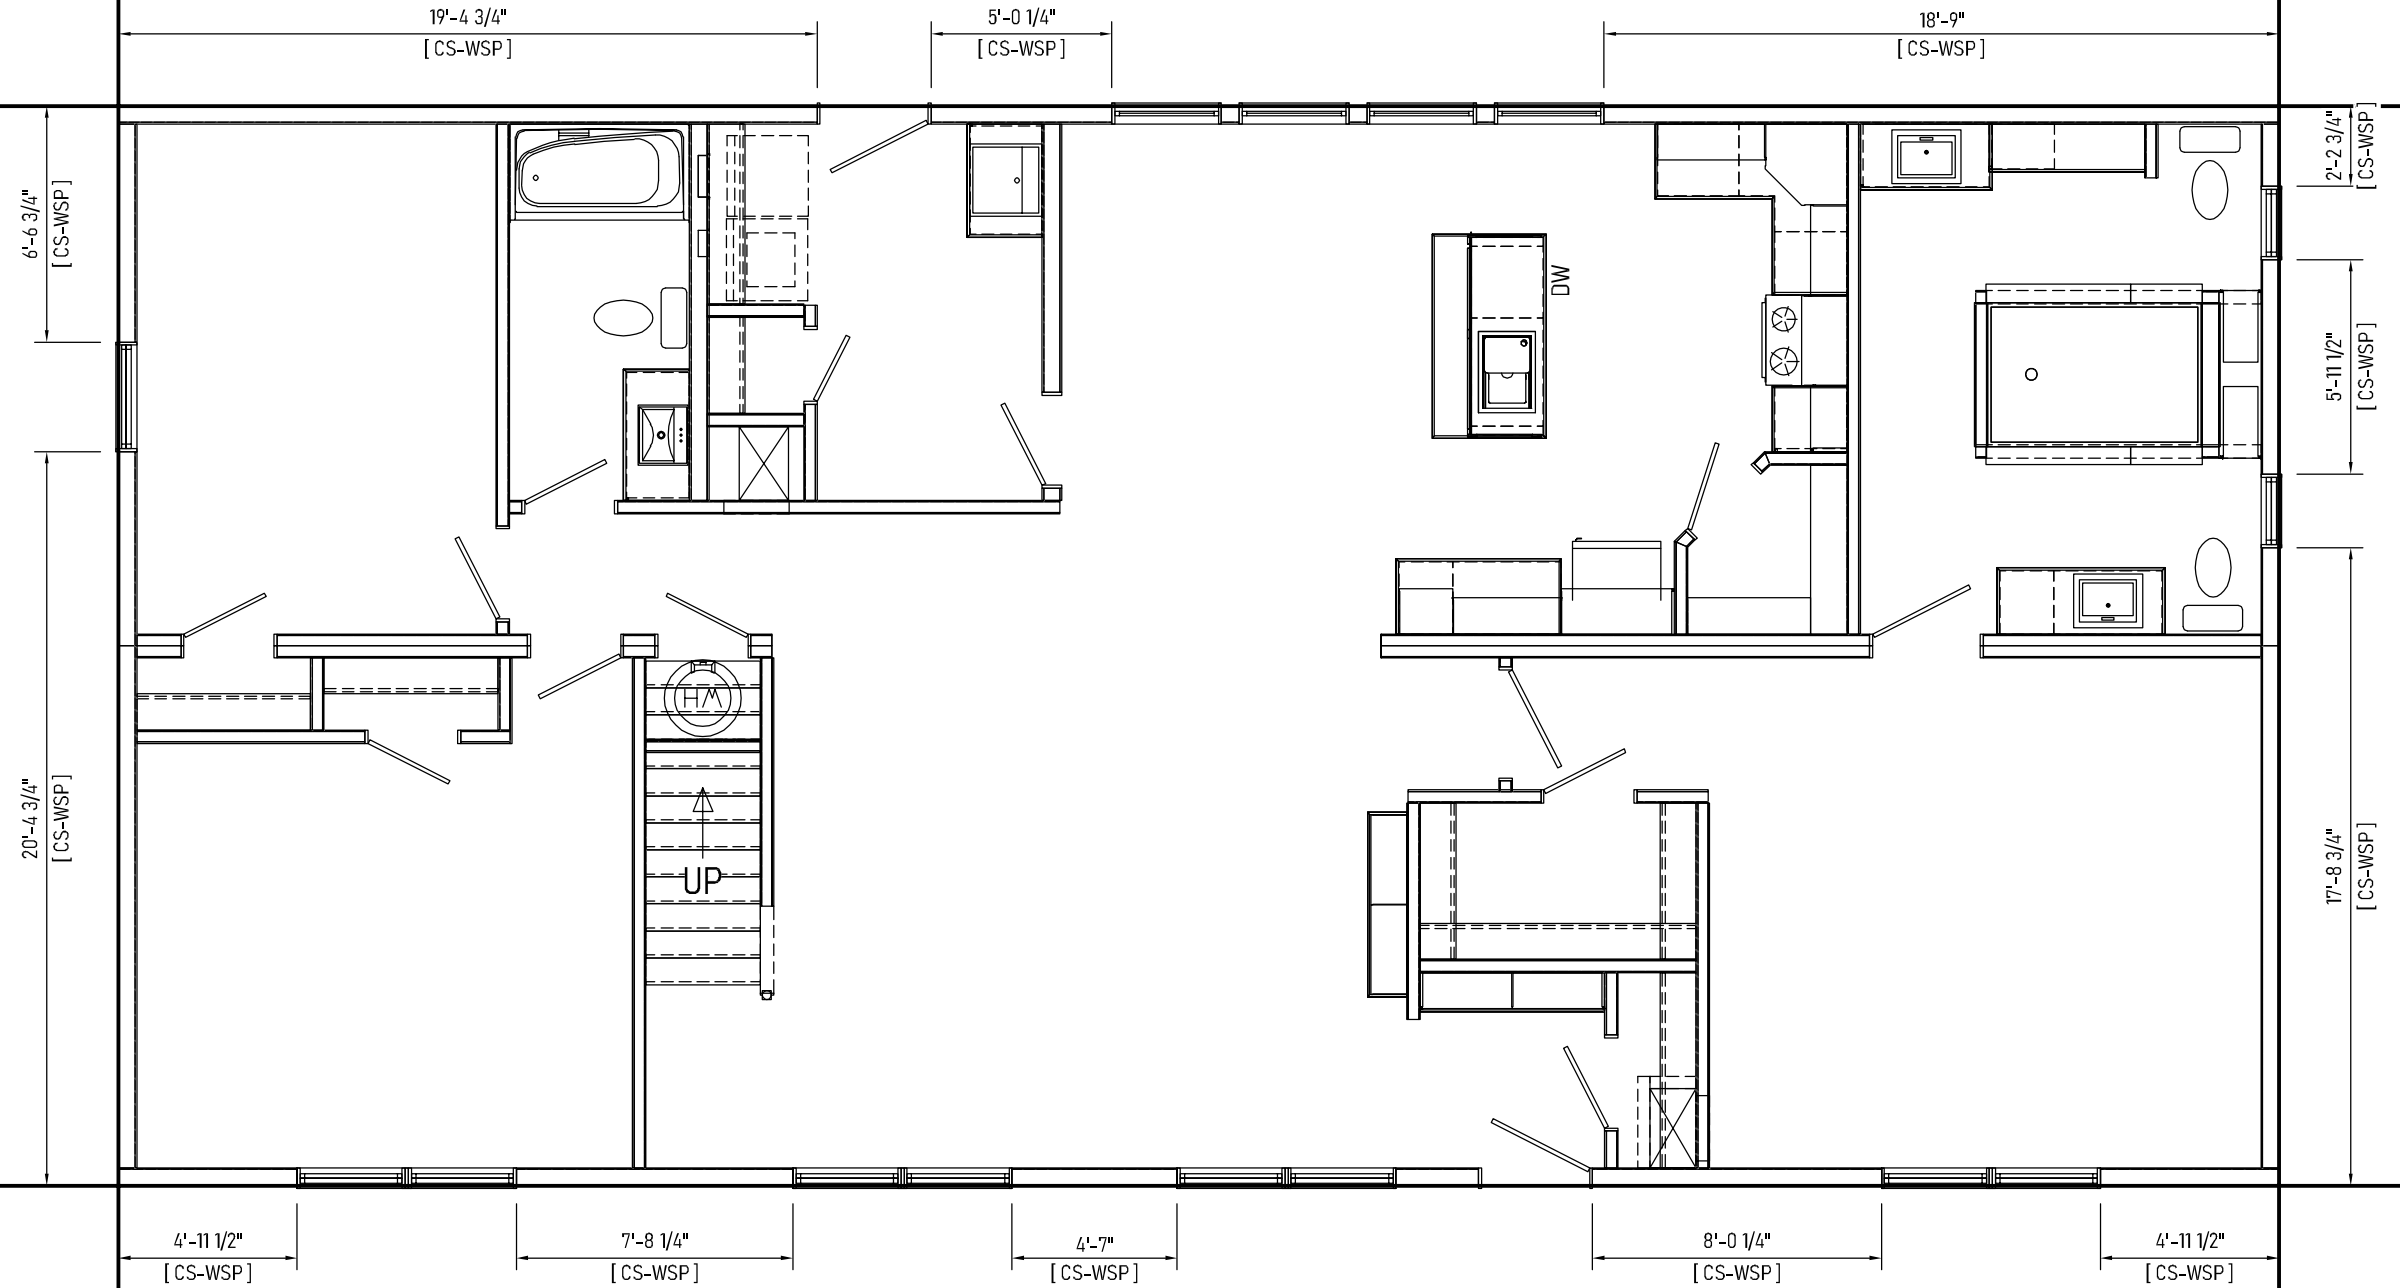 19'-4 3/4"
[ CS-WSP ]
5'-0 1/4"
[ CS-WSP ]
18'-9"
[ CS-WSP ]
6'-6 3/4"
[ CS-WSP ]
2'-2 3/4"
[ CS-WSP ]
DW
5'-11 1/2"
[ CS-WSP ]
WH
20'-4 3/4"
[ CS-WSP ]
UP
17'-8 3/4"
[ CS-WSP ]
4'-11 1/2"
[ CS-WSP ]
7'-8 1/4"
[ CS-WSP ]
4'-7"
[ CS-WSP ]
8'-0 1/4"
[ CS-WSP ]
4'-11 1/2"
[ CS-WSP ]